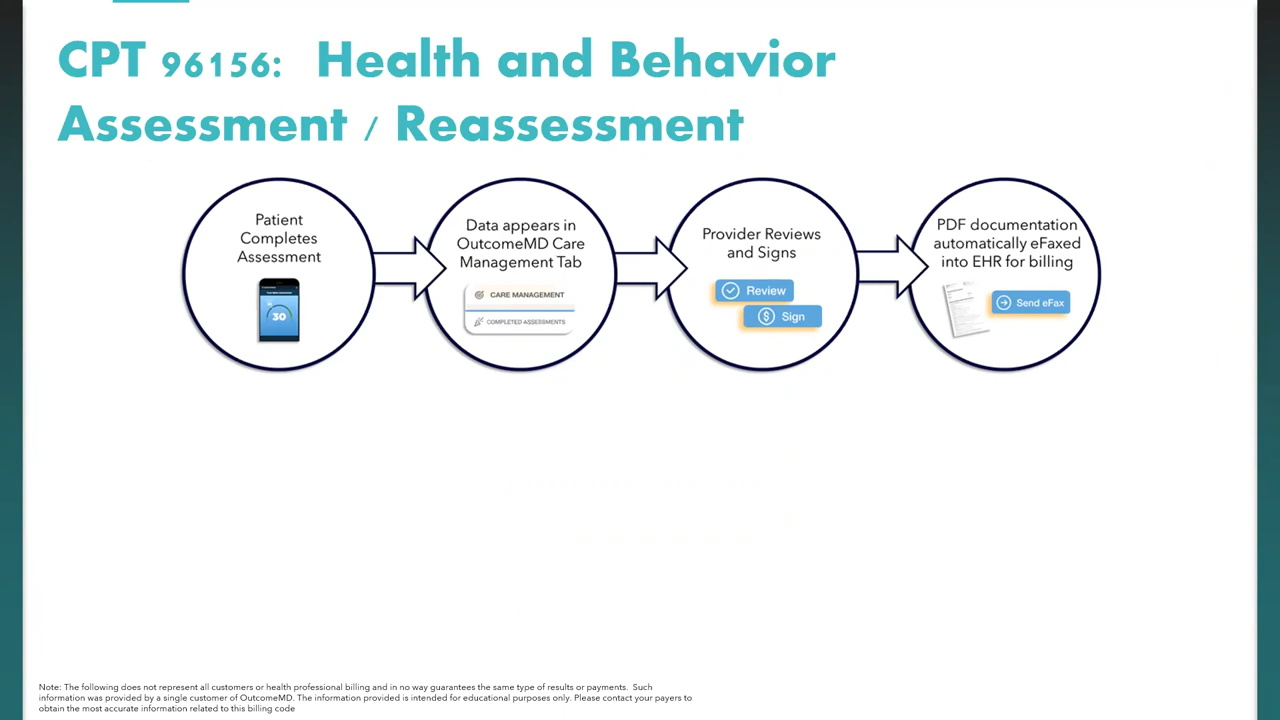 CPT 96156: Health and Behavior
Assessment / Reassessment
Patient
Completes
Assessment
30
Data appears in
OutcomeMD Care
Management Tab
CARE MANAGEMENT
COMPLETED ASSESSMENTS
Provider Reviews
and Signs
Review
Sign
PDF documentation
automatically eFaxed
into EHR for billing
Send eFax
Note: The following does not represent all customers or health professional billing and in no way guarantees the same type of results or payments. Such
information was provided by a single customer of OutcomeMD. The information provided is intended for educational purposes only. Please contact your payers to
obtain the most accurate information related to this billing code